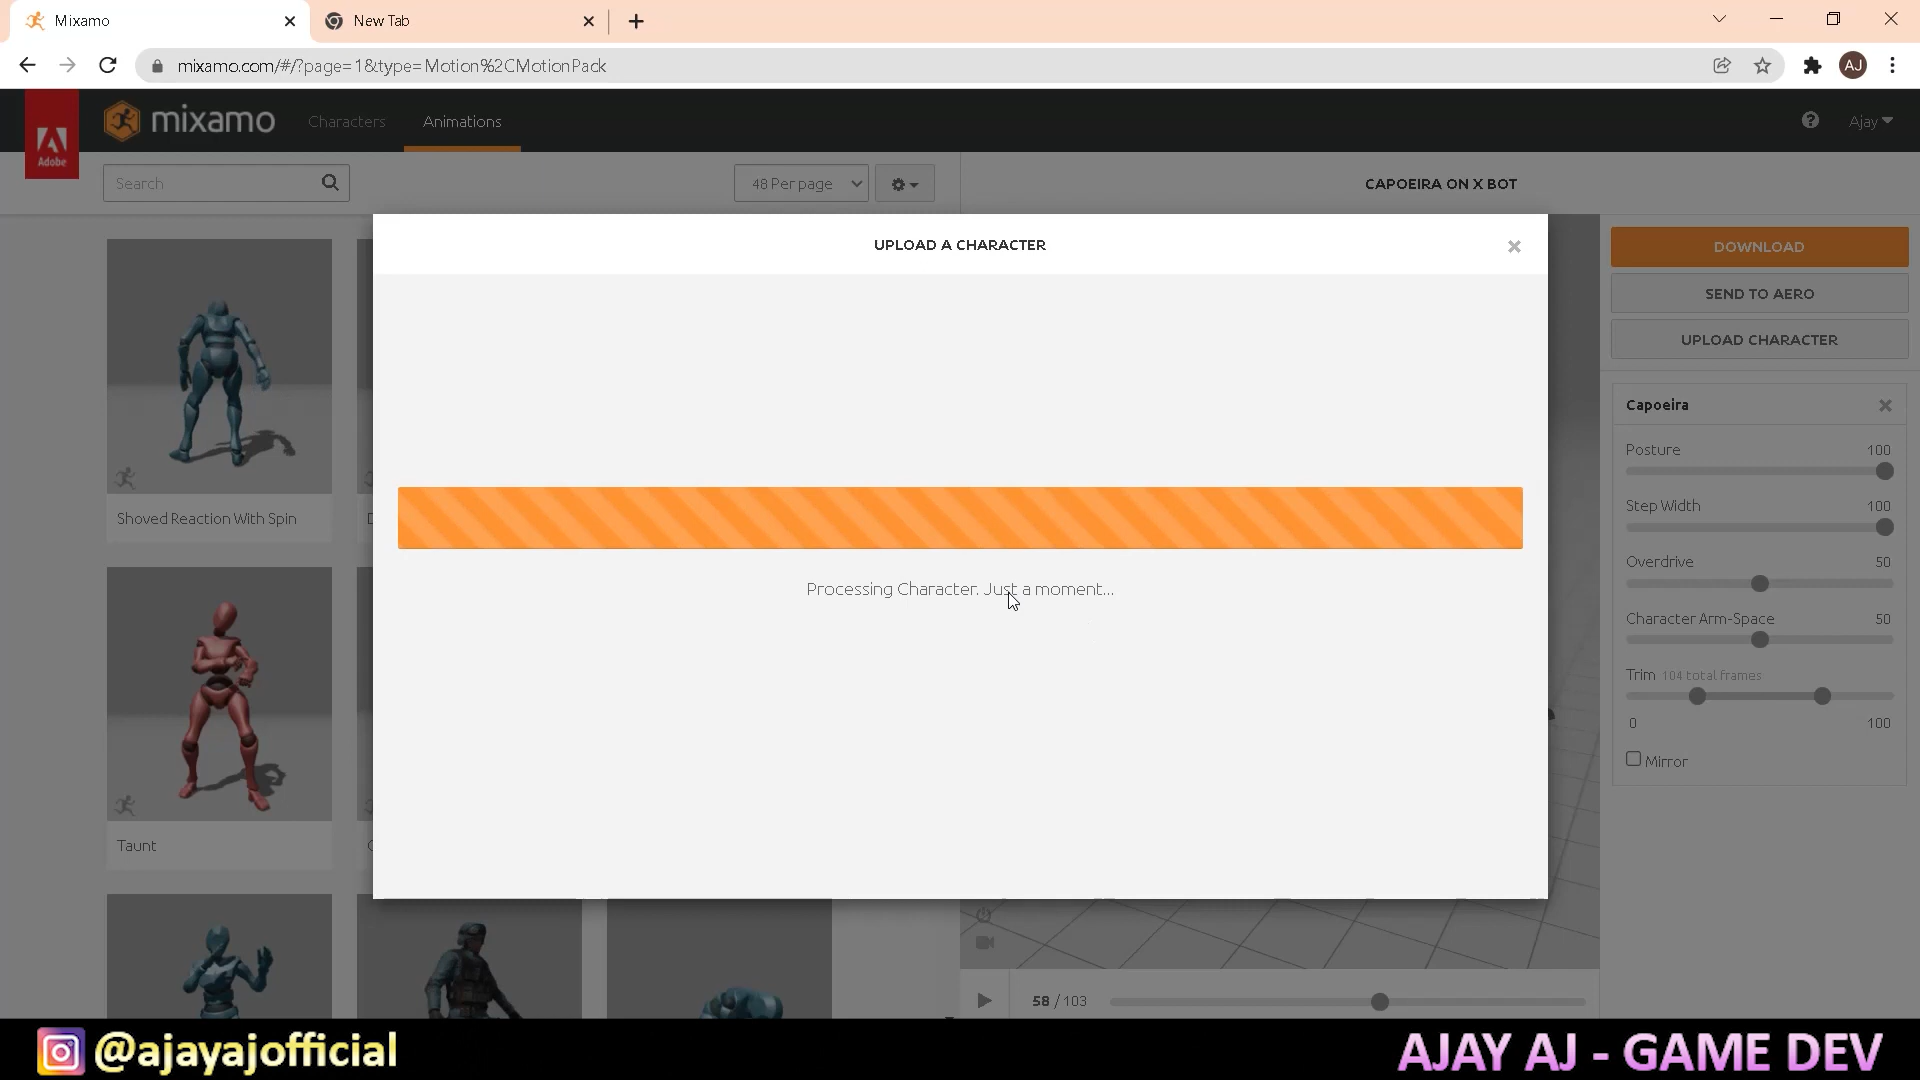 Mixamo
New Tab
mixamo.com/#/?page=1&type=Motion%2CMotionPack
AJ
Adobe
mixamo
Characters
Animations
Ajay
Search
48 Per page
CAPOEIRA ON X BOT
UPLOAD A CHARACTER
DOWNLOAD
SEND TO AERO
UPLOAD CHARACTER
Capoeira
Posture 100
Step Width 100
Overdrive 50
Character Arm-Space 50
Trim 104 total frames
0 100
Mirror
Shoved Reaction With Spin
Processing Character. Just a moment...
Taunt
58 / 103
@ajayajofficial
AJAY AJ - GAME DEV